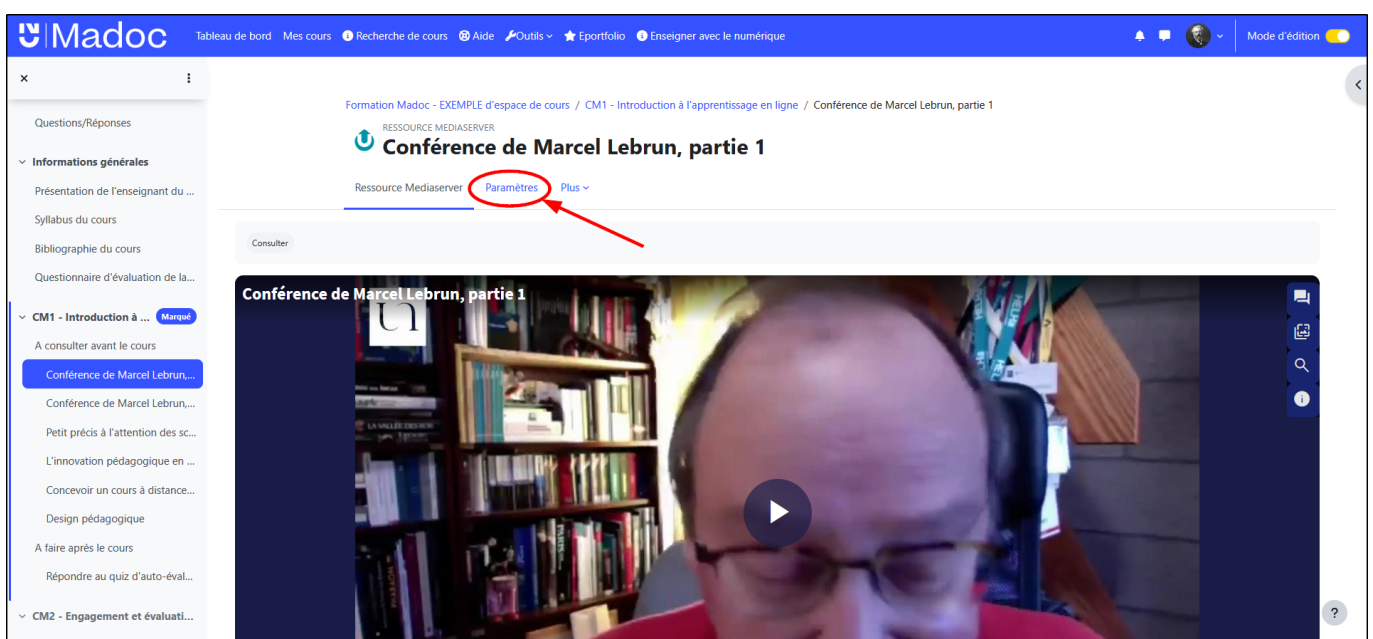 Madoc
Tableau de bord Mes cours Recherche de cours Aide Outils Eportfolio Enseigner avec le numérique Mode d'édition
Questions/Réponses
Informations générales
Présentation de l'enseignant du ...
Syllabus du cours
Bibliographie du cours
Questionnaire d'évaluation de la...
CM1 - Introduction à ... Marqué
A consulter avant le cours
Conférence de Marcel Lebrun,...
Conférence de Marcel Lebrun,...
Petit précis à l'attention des sc...
L'innovation pédagogique en ...
Concevoir un cours à distance...
Design pédagogique
A faire après le cours
Répondre au quiz d'auto-éval...
CM2 - Engagement et évaluati...
Formation Madoc - EXEMPLE d'espace de cours / CM1 - Introduction à l'apprentissage en ligne / Conférence de Marcel Lebrun, partie 1
RESSOURCE MEDIASERVER
Conférence de Marcel Lebrun, partie 1
Ressource Mediaserver Paramètres Plus
Consulter
Conférence de Marcel Lebrun, partie 1
LA VALLÉE DES ROIS
?